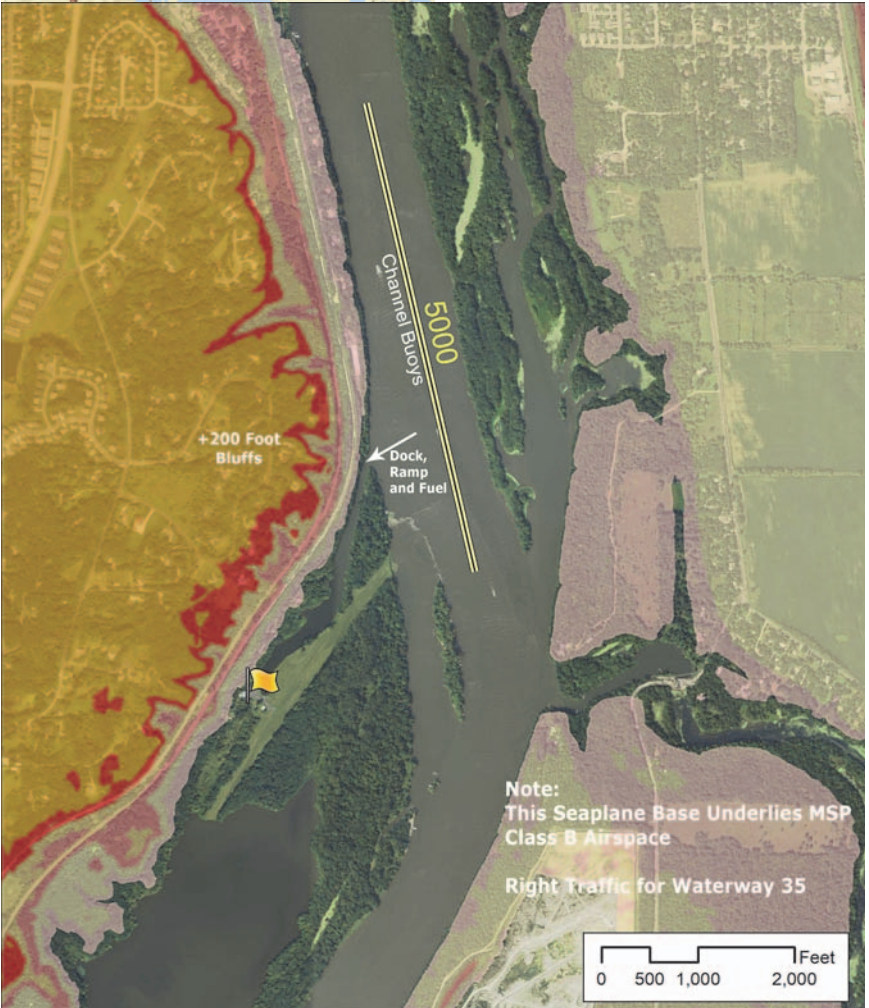 Channel Buoys
5000
+200 Foot
Bluffs
Dock,
Ramp
and Fuel
Note:
This Seaplane Base Underlies MSP
Class B Airspace
Right Traffic for Waterway 35
Feet
0 500 1,000 2,000